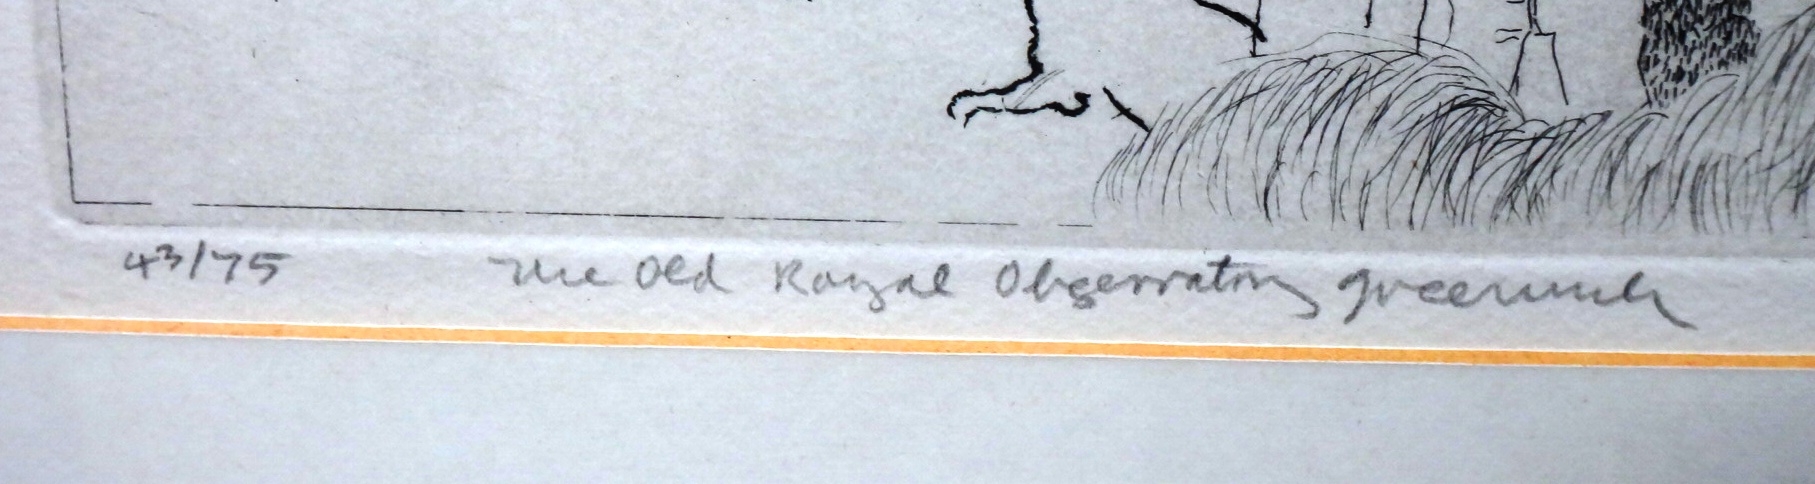 43/75 The Old Royal Observatory Greenwich